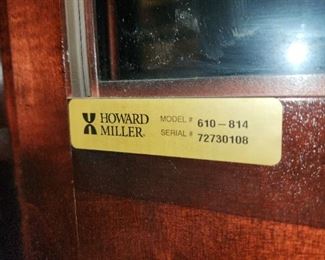 HOWARD
MILLER®
MODEL # 610-814
SERIAL # 72730108